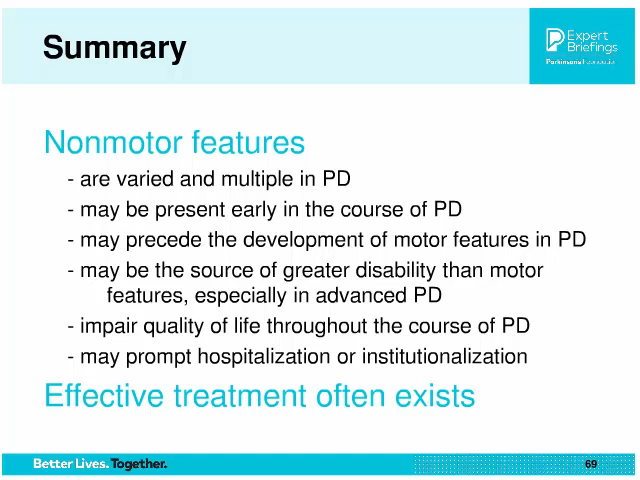 Summary
Expert
Briefings
Parkinson's Foundation
Nonmotor features
- are varied and multiple in PD
- may be present early in the course of PD
- may precede the development of motor features in PD
- may be the source of greater disability than motor
features, especially in advanced PD
- impair quality of life throughout the course of PD
- may prompt hospitalization or institutionalization
Effective treatment often exists
Better Lives. Together.
69